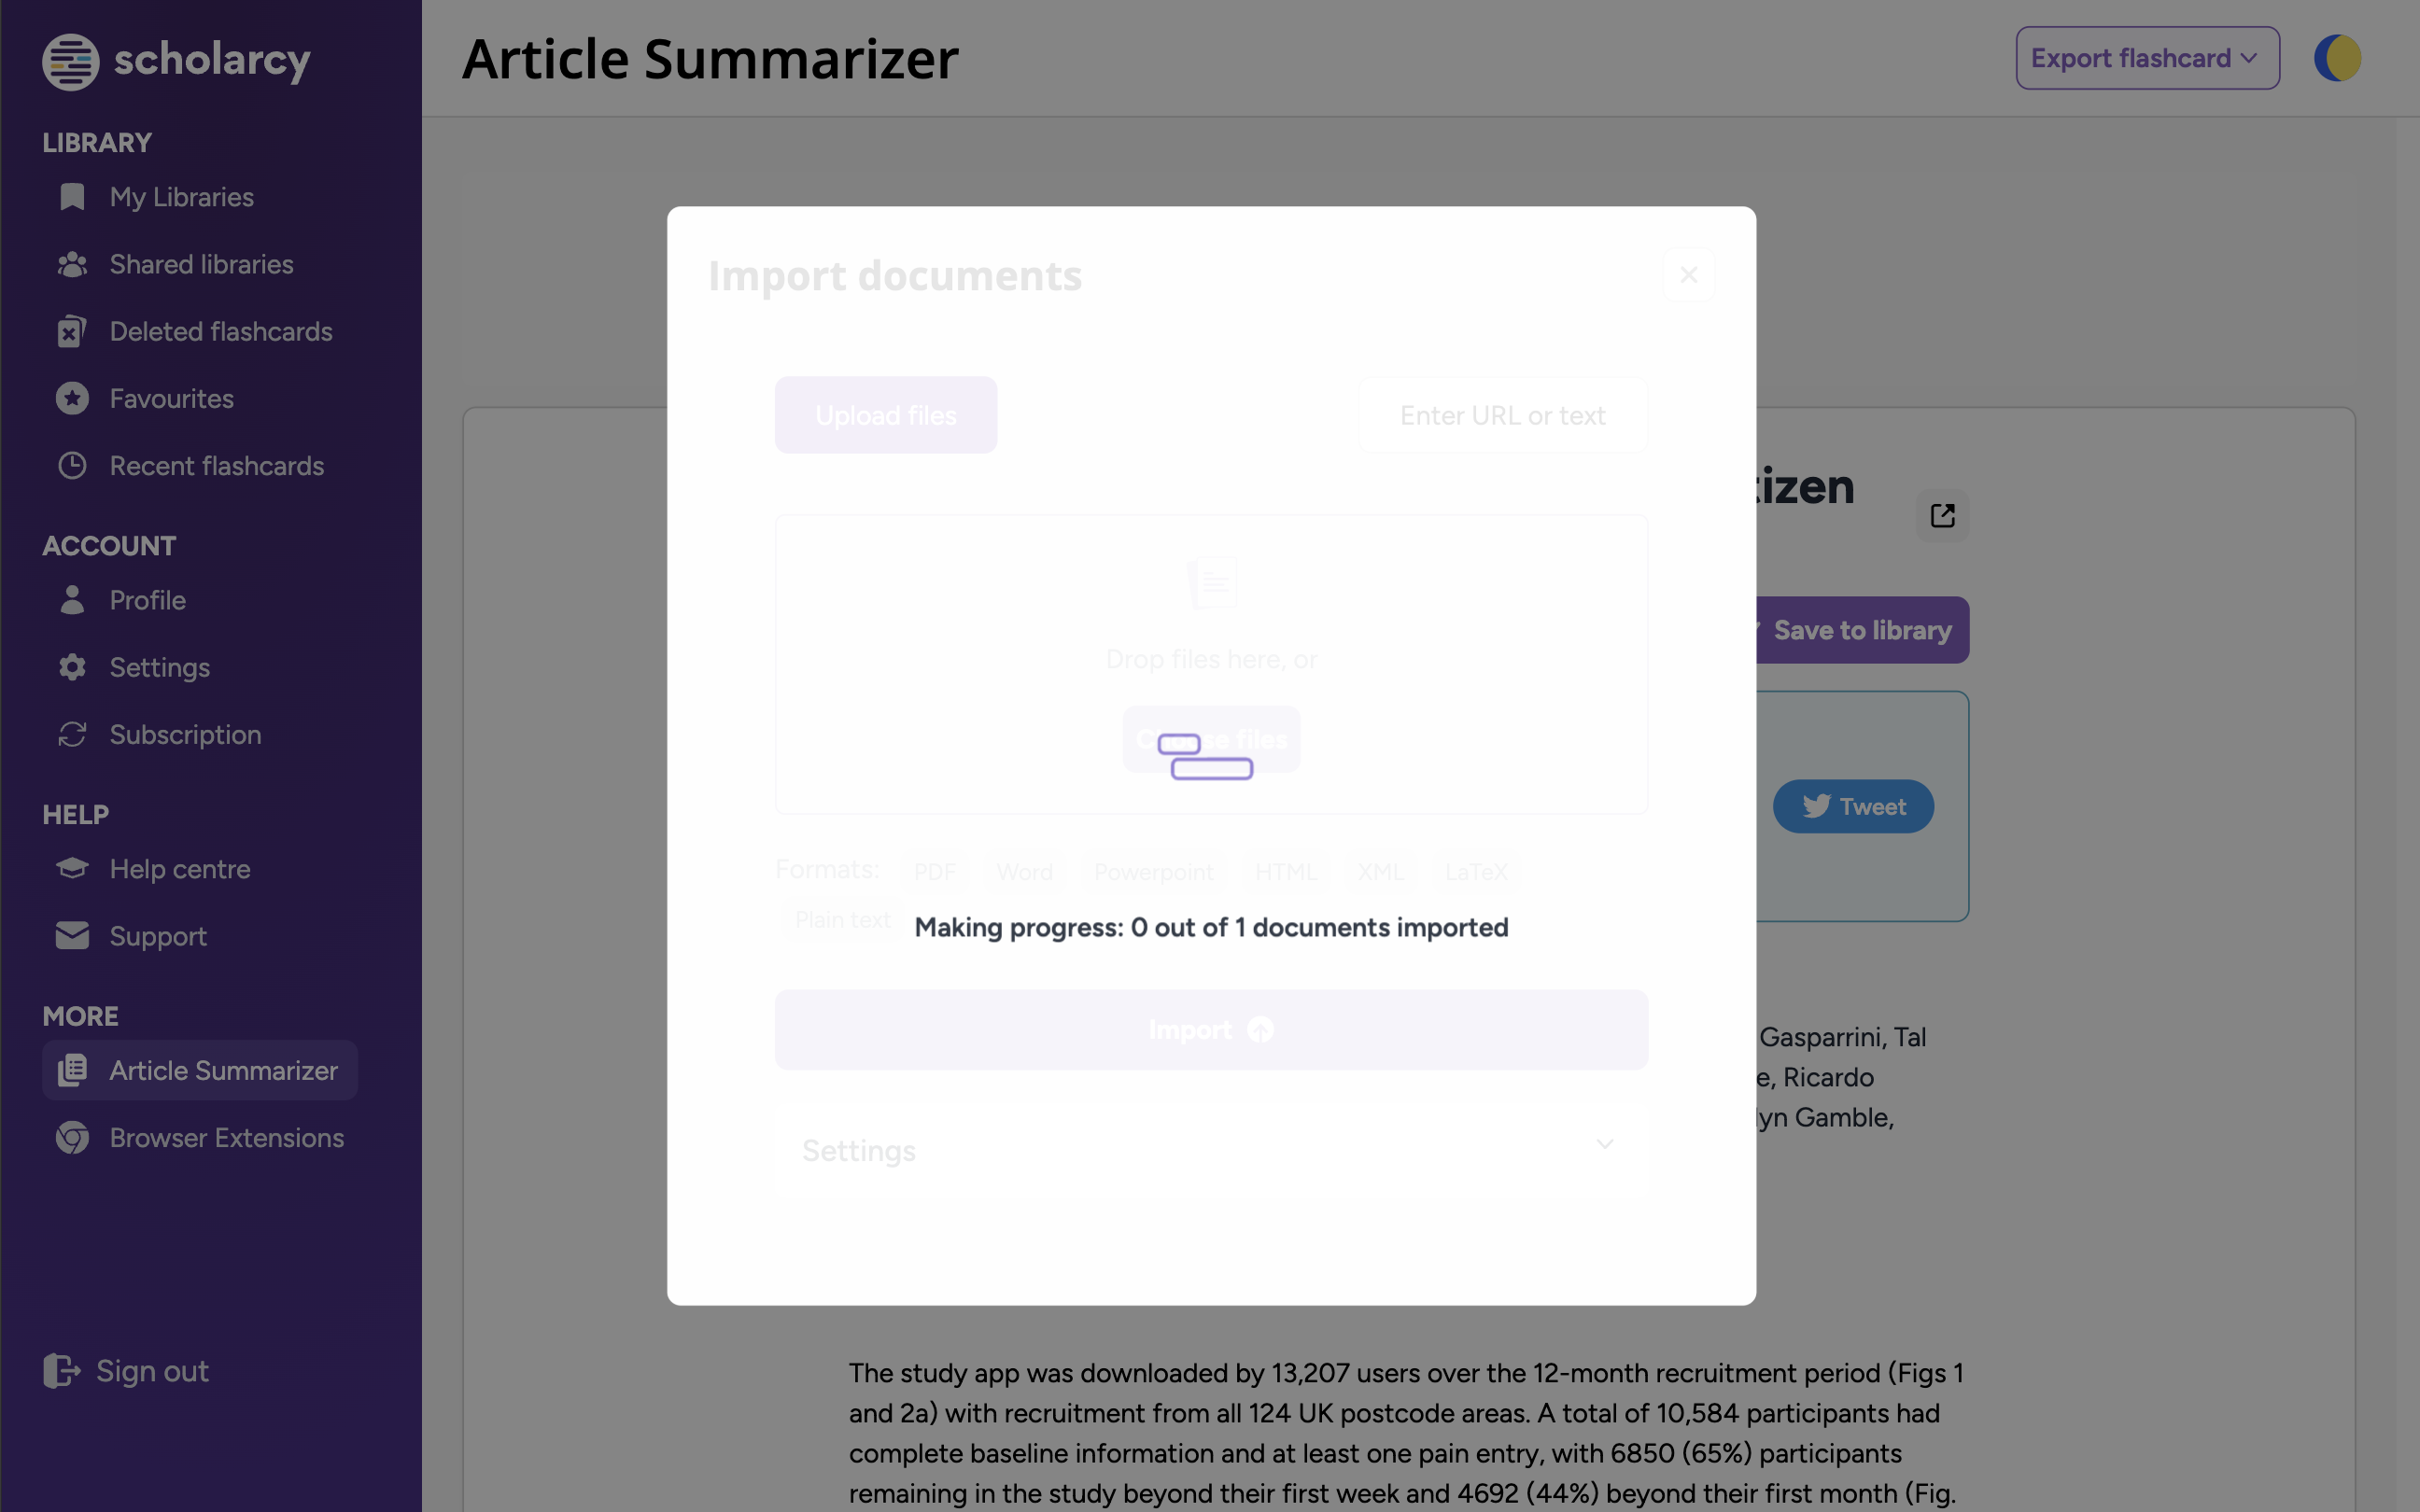 scholarcy
LIBRARY
My Libraries
Shared libraries
Deleted flashcards
Favourites
Recent flashcards
ACCOUNT
Profile
Settings
Subscription
HELP
Help centre
Support
MORE
Article Summarizer
Browser Extensions
Sign out
Article Summarizer
Export flashcard
Import documents
Upload files
Enter URL or text
Drop files here, or
Choose files
Formats: PDF Word Powerpoint HTML XML LaTeX
Plain text
Making progress: 0 out of 1 documents imported
Import
Settings
tizen
Save to library
Tweet
Gasparrini, Tal
e, Ricardo
lyn Gamble,
The study app was downloaded by 13,207 users over the 12-month recruitment period (Figs 1
and 2a) with recruitment from all 124 UK postcode areas. A total of 10,584 participants had
complete baseline information and at least one pain entry, with 6850 (65%) participants
remaining in the study beyond their first week and 4692 (44%) beyond their first month (Fig.